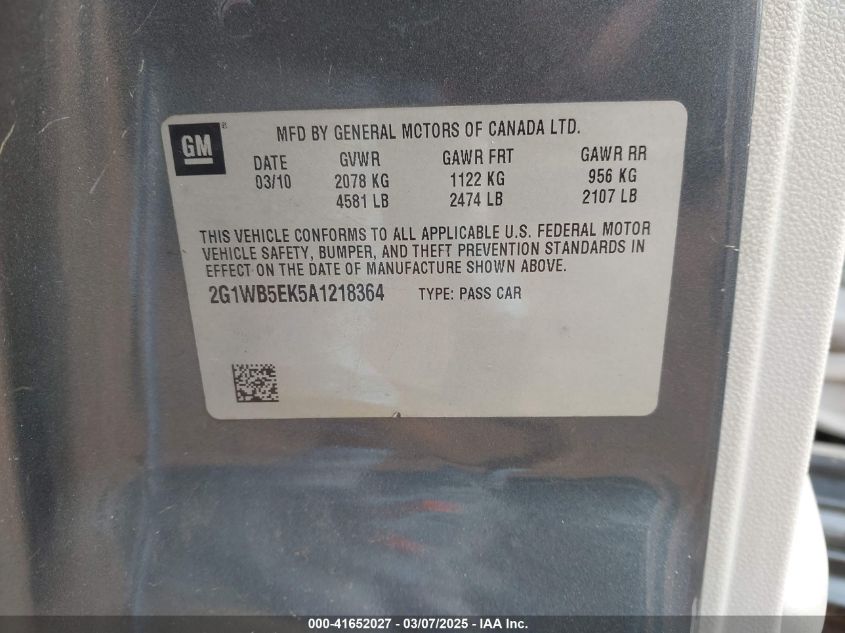 GM ® MFD BY GENERAL MOTORS OF CANADA LTD.
DATE GVWR GAWR FRT GAWR RR
03/10 2078 KG 1122 KG 956 KG
4581 LB 2474 LB 2107 LB
THIS VEHICLE CONFORMS TO ALL APPLICABLE U.S. FEDERAL MOTOR
VEHICLE SAFETY, BUMPER, AND THEFT PREVENTION STANDARDS IN
EFFECT ON THE DATE OF MANUFACTURE SHOWN ABOVE.
2G1WB5EK5A1218364 TYPE: PASS CAR
000-41652027 - 03/07/2025 - IAA Inc.